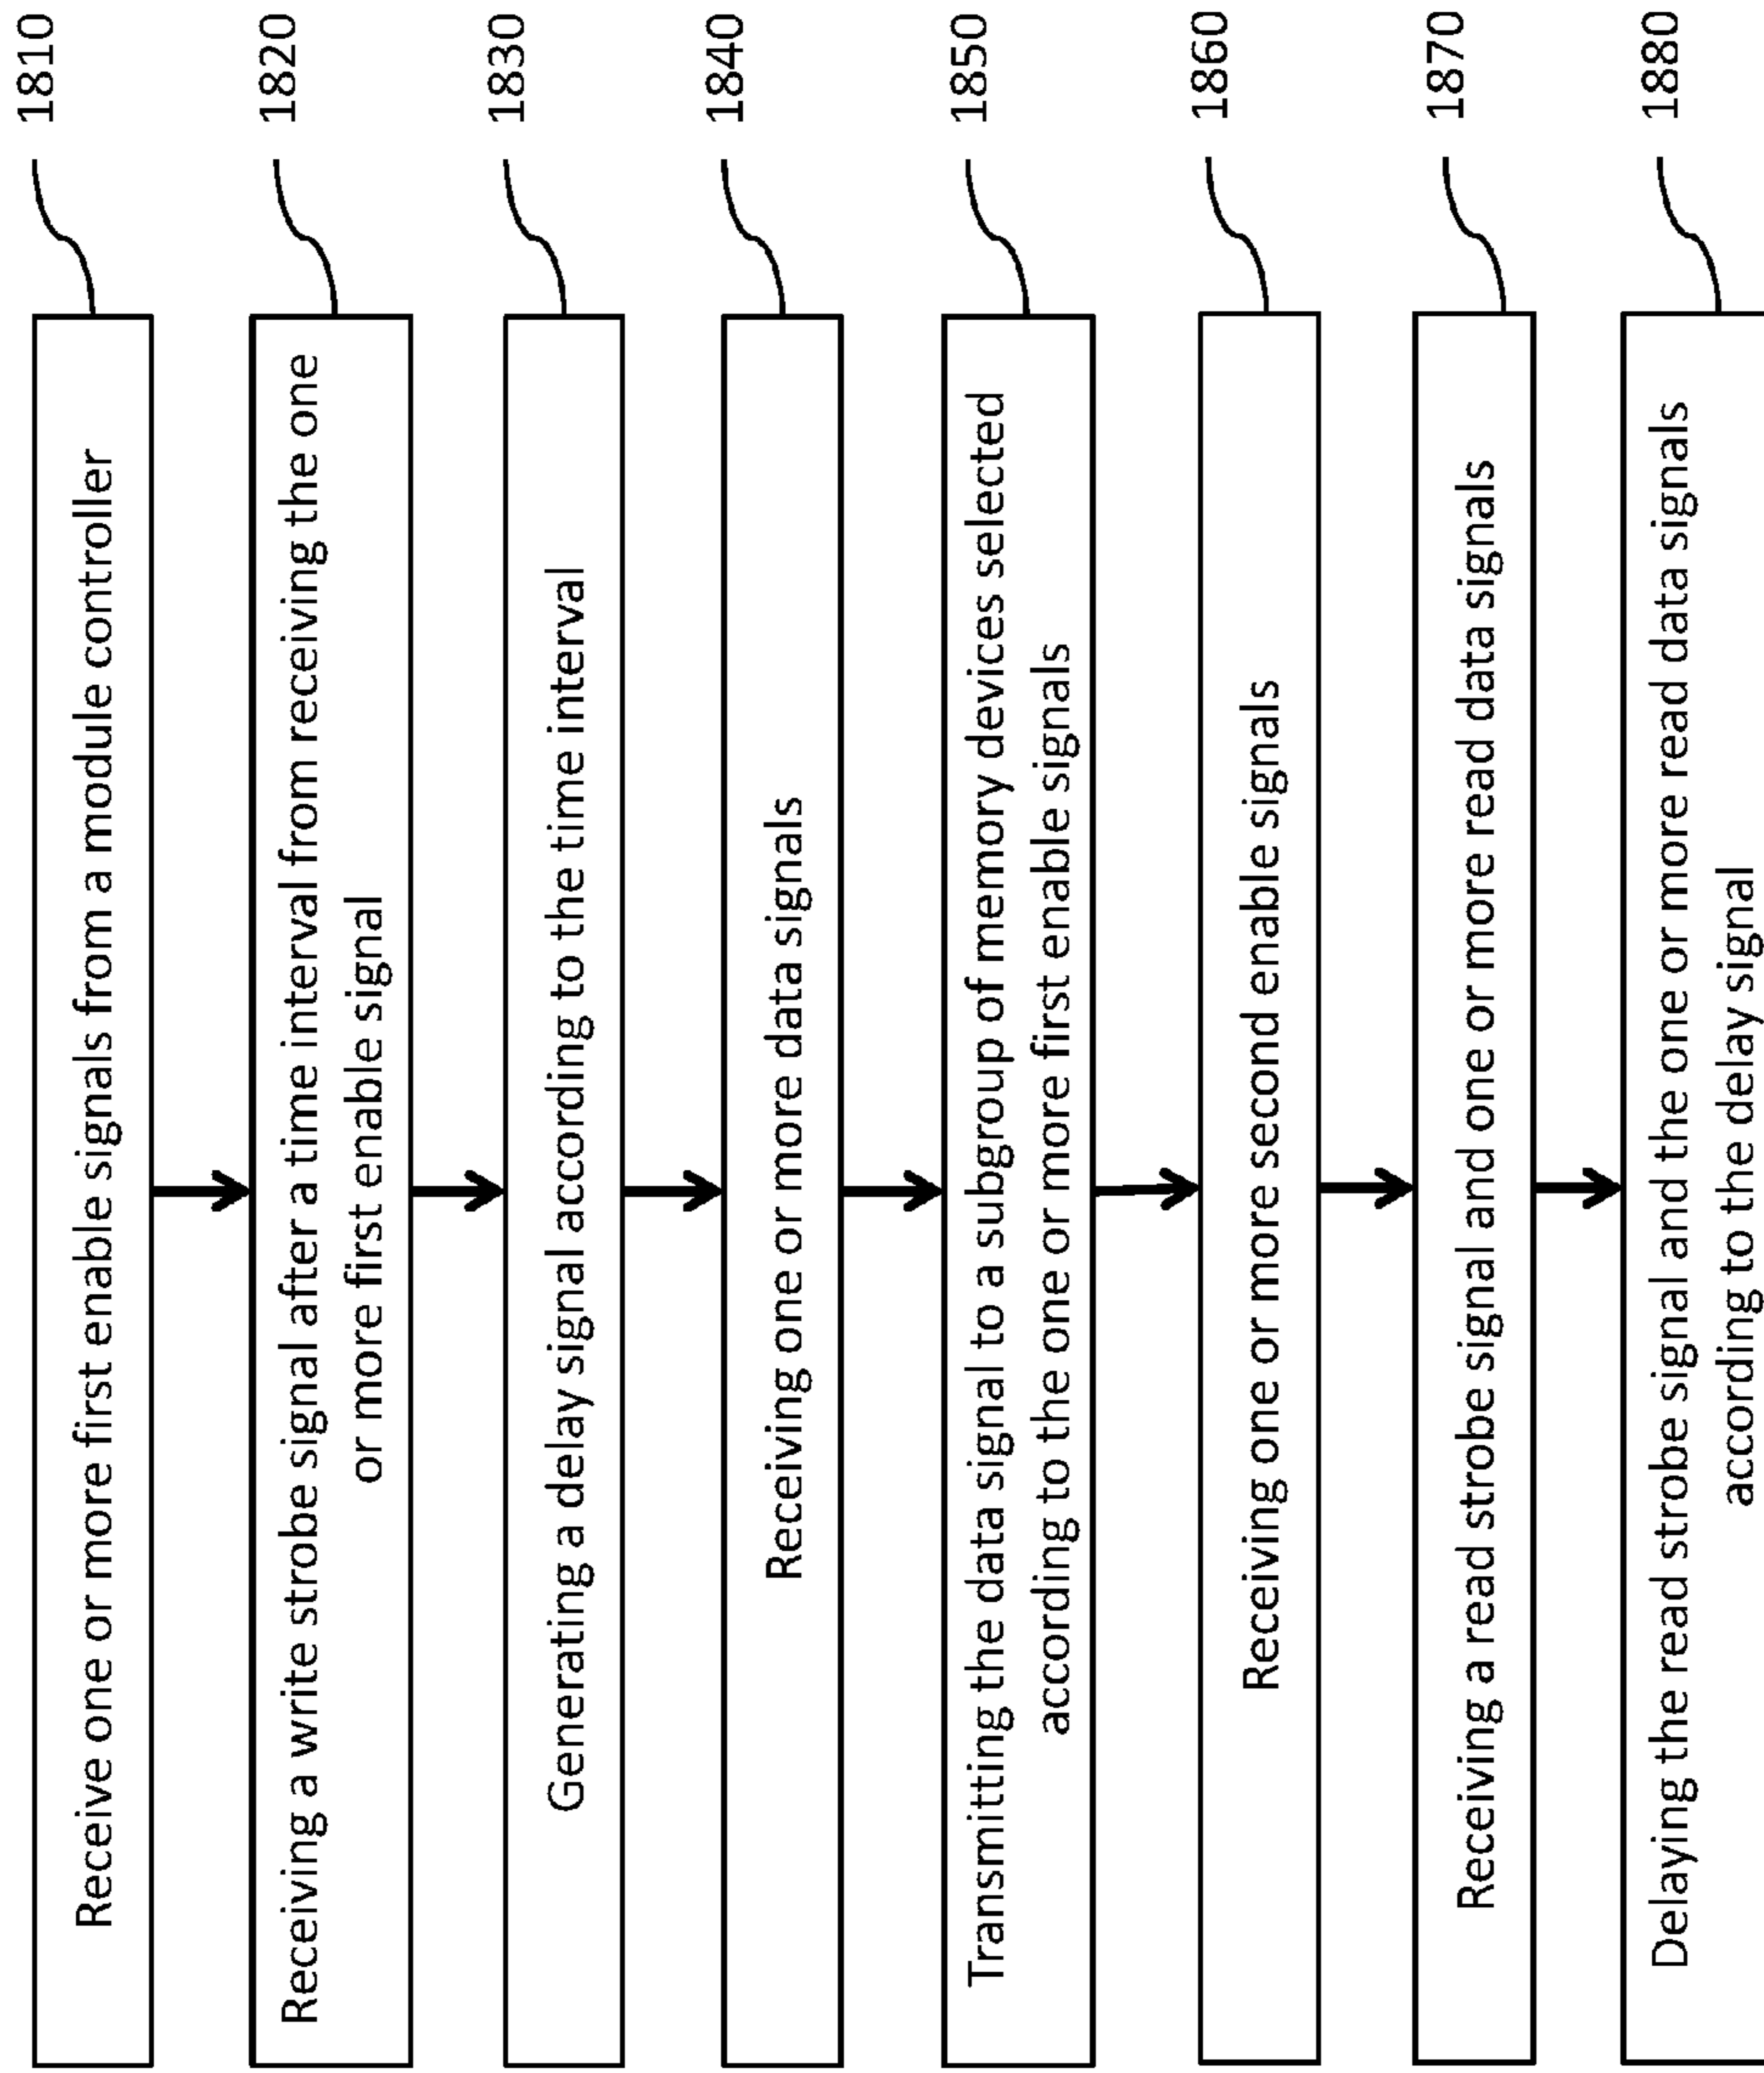 Receive one or more first enable signals from a module controller
1810
Receiving a write strobe signal after a time interval from receiving the one
or more first enable signal
1820
Generating a delay signal according to the time interval
1830
Receiving one or more data signals
1840
Transmitting the data signal to a subgroup of memory devices selected
according to the one or more first enable signals
1850
Receiving one or more second enable signals
1860
Receiving a read strobe signal and one or more read data signals
1870
Delaying the read strobe signal and the one or more read data signals
according to the delay signal
1880